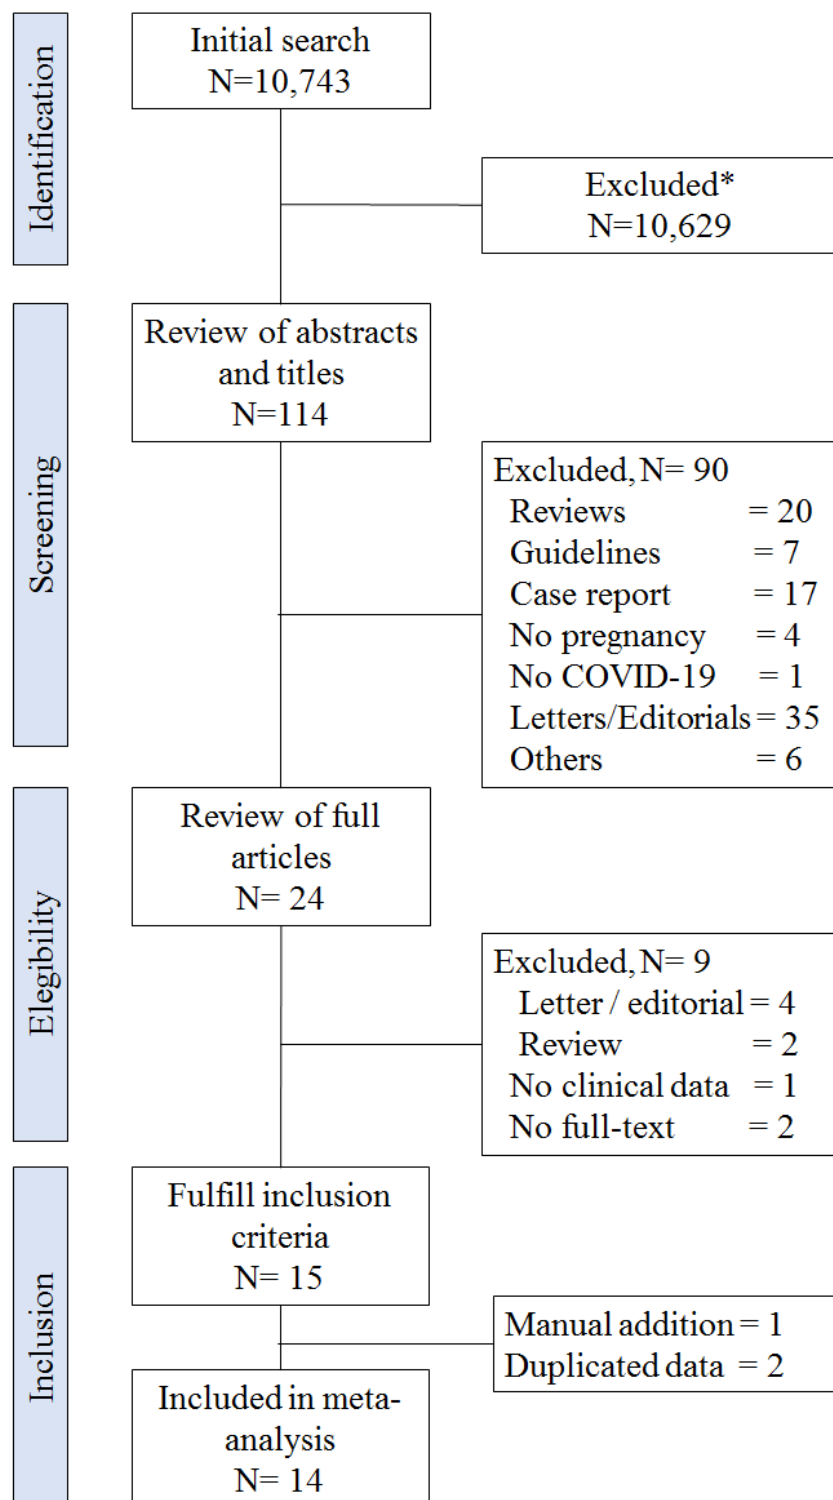 Identification
Initial search
N=10,743
Excluded*
N=10,629
Screening
Review of abstracts
and titles
N=114
Excluded, N= 90
Reviews = 20
Guidelines = 7
Case report = 17
No pregnancy = 4
No COVID-19 = 1
Letters/Editorials = 35
Others = 6
Elegibility
Review of full
articles
N= 24
Excluded, N= 9
Letter / editorial = 4
Review = 2
No clinical data = 1
No full-text = 2
Inclusion
Fulfill inclusion
criteria
N= 15
Manual addition = 1
Duplicated data = 2
Included in meta-
analysis
N= 14